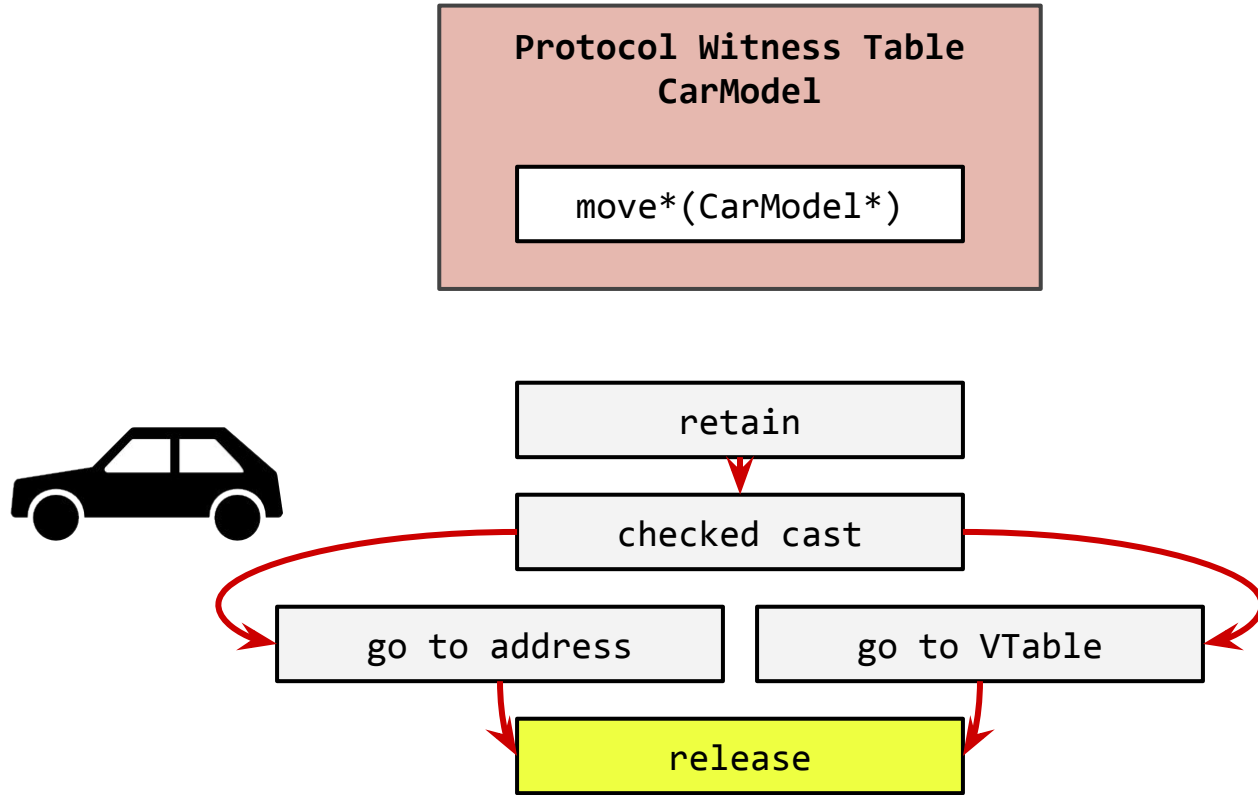 Protocol Witness Table
CarModel
move*(CarModel*)
retain
checked cast
go to address
go to VTable
release